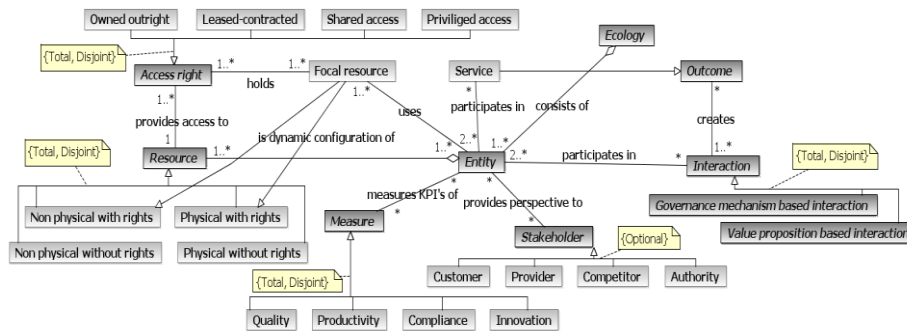 Owned outright
Leased-contracted
Shared access
Priviliged access
Ecology
{Total, Disjoint}
Access right
1..*
1..*
Focal resource
Service
Outcome
holds
1..*
1..*
*
*
uses
participates in
consists of
creates
provides access to
is dynamic configuration of
{Total, Disjoint}
1
Resource
1..*
1..*
2..*
1..*
2..*
Entity
participates in
*
1..*
Interaction
{Total, Disjoint}
Non physical with rights
Physical with rights
measures KPI's of
*
*
provides perspective to
Governance mechanism based interaction
Non physical without rights
Physical without rights
Measure
*
*
Stakeholder
{Optional}
Value proposition based interaction
Customer
Provider
Competitor
Authority
{Total, Disjoint}
Quality
Productivity
Compliance
Innovation